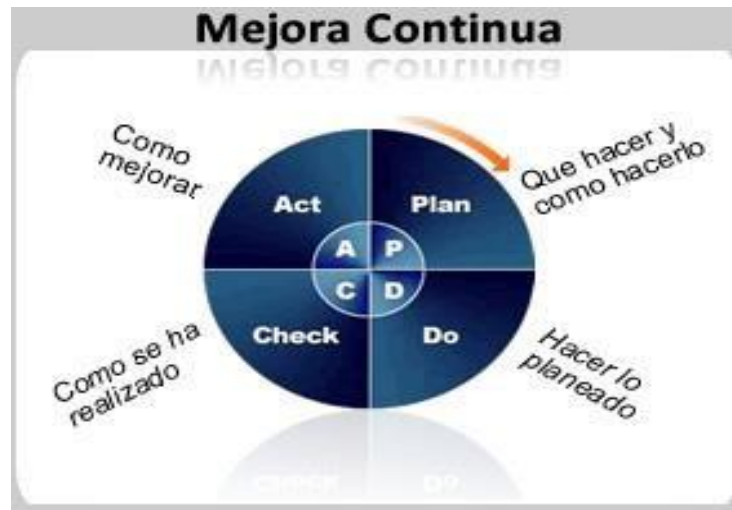 Mejora Continua
Como
mejorar
Que hacer y
como hacerlo
Act
Plan
A
P
C
D
Check
Do
Como se ha
realizado
Hacer lo
planeado